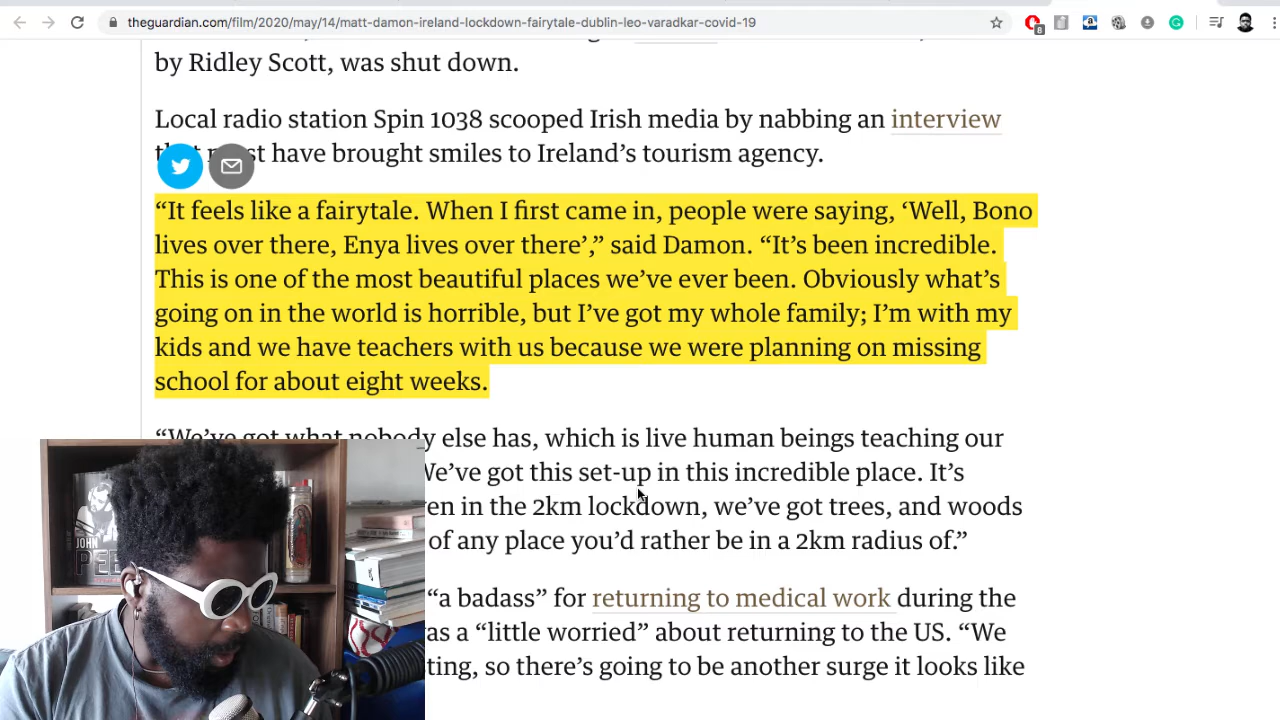 theguardian.com/film/2020/may/14/matt-damon-ireland-lockdown-fairytale-dublin-leo-varadkar-covid-19
8
by Ridley Scott, was shut down.
Local radio station Spin 1038 scooped Irish media by nabbing an interview
have brought smiles to Ireland’s tourism agency.
“It feels like a fairytale. When I first came in, people were saying, ‘Well, Bono
lives over there, Enya lives over there’,” said Damon. “It’s been incredible.
This is one of the most beautiful places we’ve ever been. Obviously what’s
going on in the world is horrible, but I’ve got my whole family; I’m with my
kids and we have teachers with us because we were planning on missing
school for about eight weeks.
“We’ve got what nobody else has, which is live human beings teaching our
We’ve got this set-up in this incredible place. It’s
in the 2km lockdown, we’ve got trees, and woods
of any place you’d rather be in a 2km radius of.”
“a badass” for returning to medical work during the
a “little worried” about returning to the US. “We
so there’s going to be another surge it looks like
JOHN
PEE